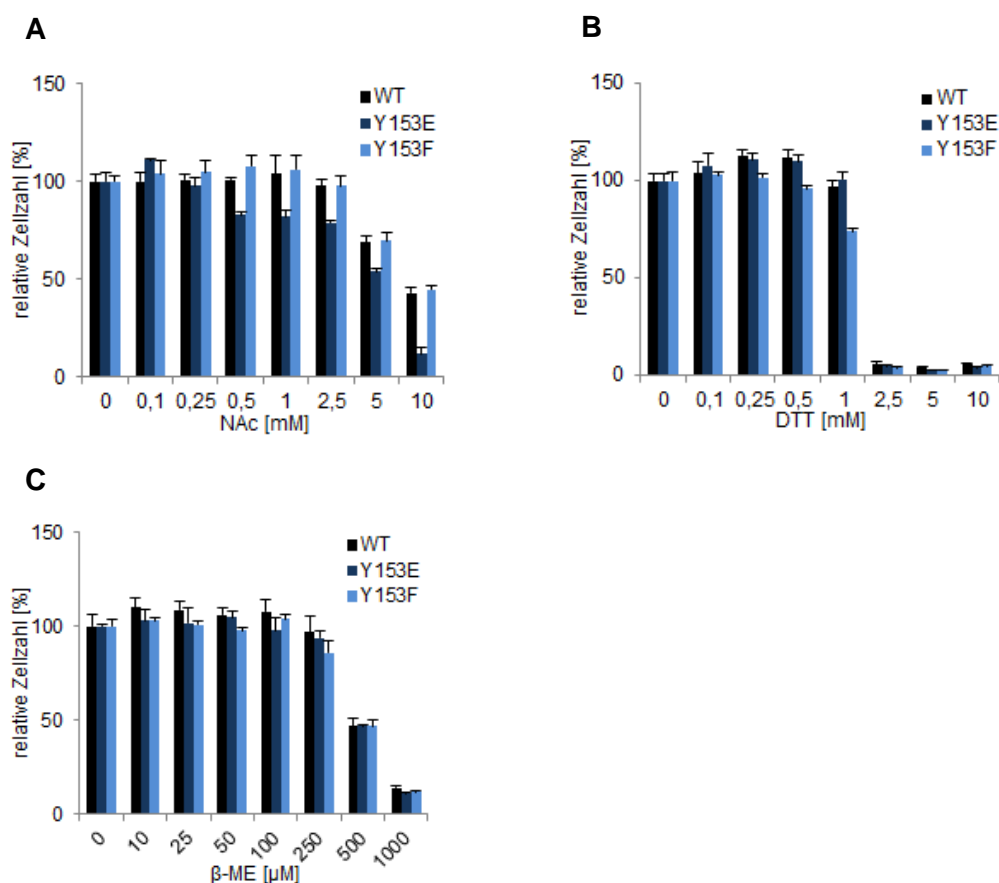 A
relative Zellzahl [%]
150
100
50
0
WT
Y153E
Y153F
0 0,1 0,25 0,5 1 2,5 5 10
NAc [mM]
B
relative Zellzahl [%]
150
100
50
0
WT
Y153E
Y153F
0 0,1 0,25 0,5 1 2,5 5 10
DTT [mM]
C
relative Zellzahl [%]
150
100
50
0
WT
Y153E
Y153F
0 10 25 50 100 250 500 1000
β-ME [µM]